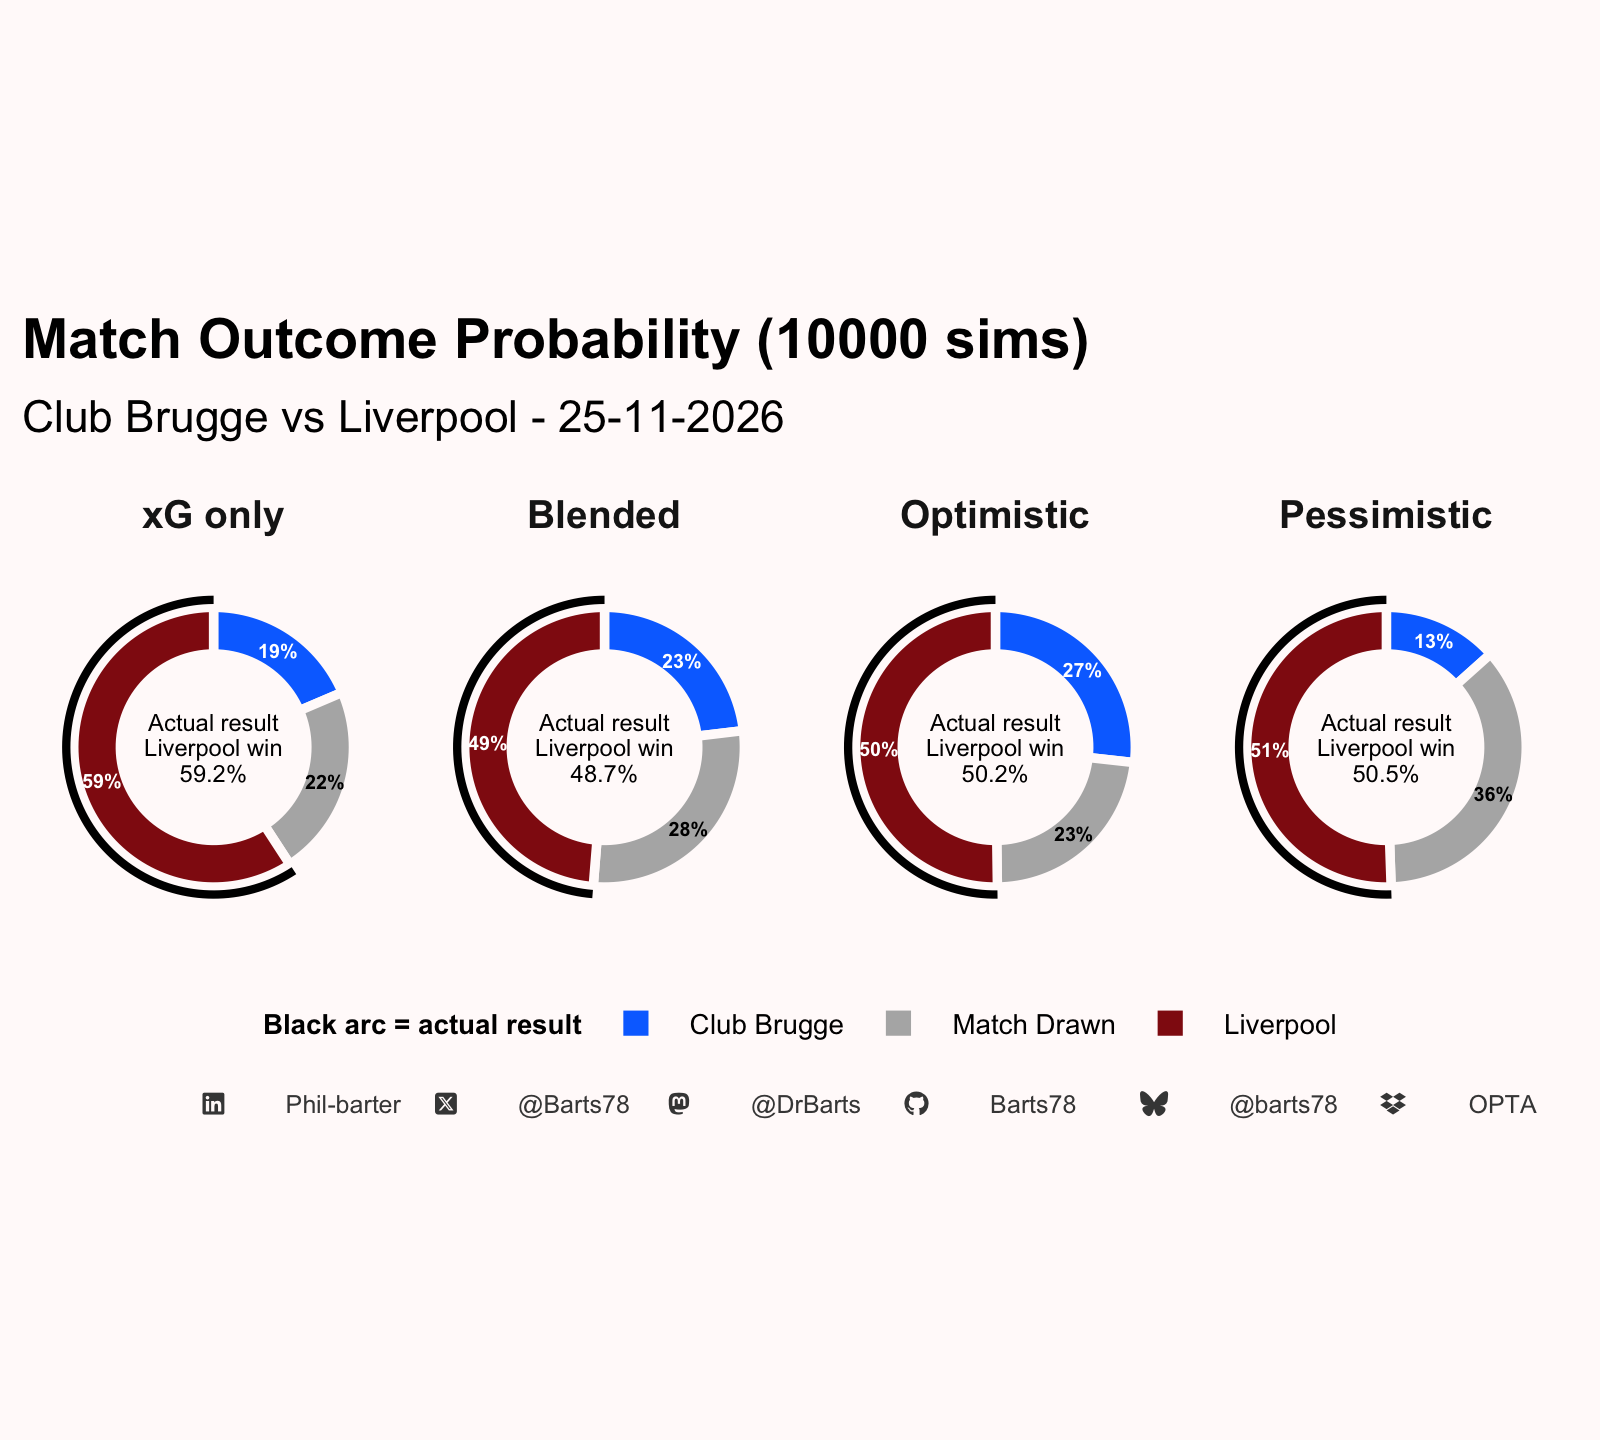 Match Outcome Probability (10000 sims)
Club Brugge vs Liverpool - 25-11-2026
xG only
Blended
Optimistic
Pessimistic
19%
22%
59%
Actual result
Liverpool win
59.2%
23%
28%
49%
Actual result
Liverpool win
48.7%
27%
23%
50%
Actual result
Liverpool win
50.2%
13%
36%
51%
Actual result
Liverpool win
50.5%
Black arc = actual result Club Brugge Match Drawn Liverpool
Phil-barter @Barts78 @DrBarts Barts78 @barts78 OPTA